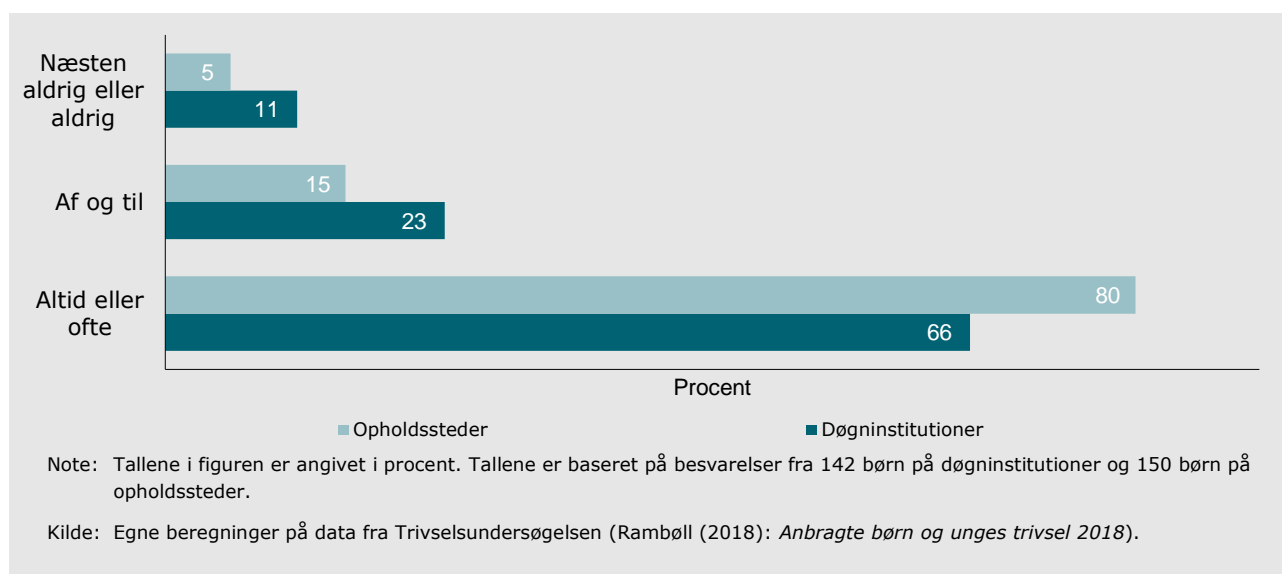 Næsten
aldrig eller
aldrig
5
11
Af og til
15
23
Altid eller
ofte
80
66
Procent
Opholdssteder
Døgninstitutioner
Note: Tallene i figuren er angivet i procent. Tallene er baseret på besvarelser fra 142 børn på døgninstitutioner og 150 børn på
opholdssteder.
Kilde: Egne beregninger på data fra Trivselsundersøgelsen (Rambøll (2018): Anbragte børn og unges trivsel 2018).